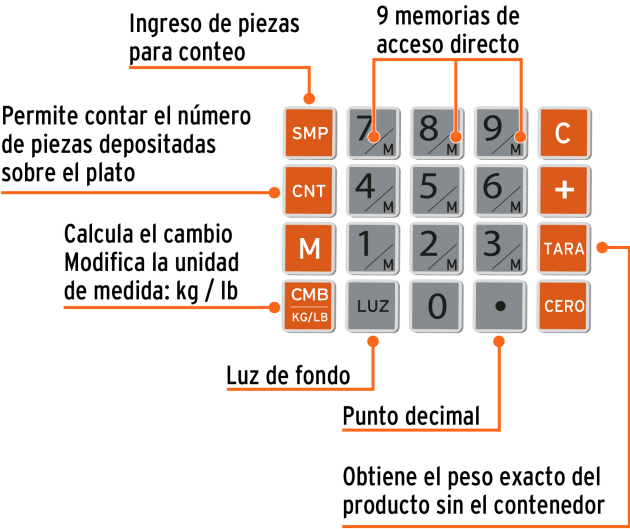 Ingreso de piezas
para conteo
9 memorias de
acceso directo
Permite contar el número
de piezas depositadas
sobre el plato
Calcula el cambio
Modifica la unidad
de medida: kg / lb
SMP 7 M 8 M 9 M C
CNT 4 M 5 M 6 M +
M 1 M 2 M 3 M TARA
CMB
KG/LB LUZ 0 • CERO
Luz de fondo
Punto decimal
Obtiene el peso exacto del
producto sin el contenedor